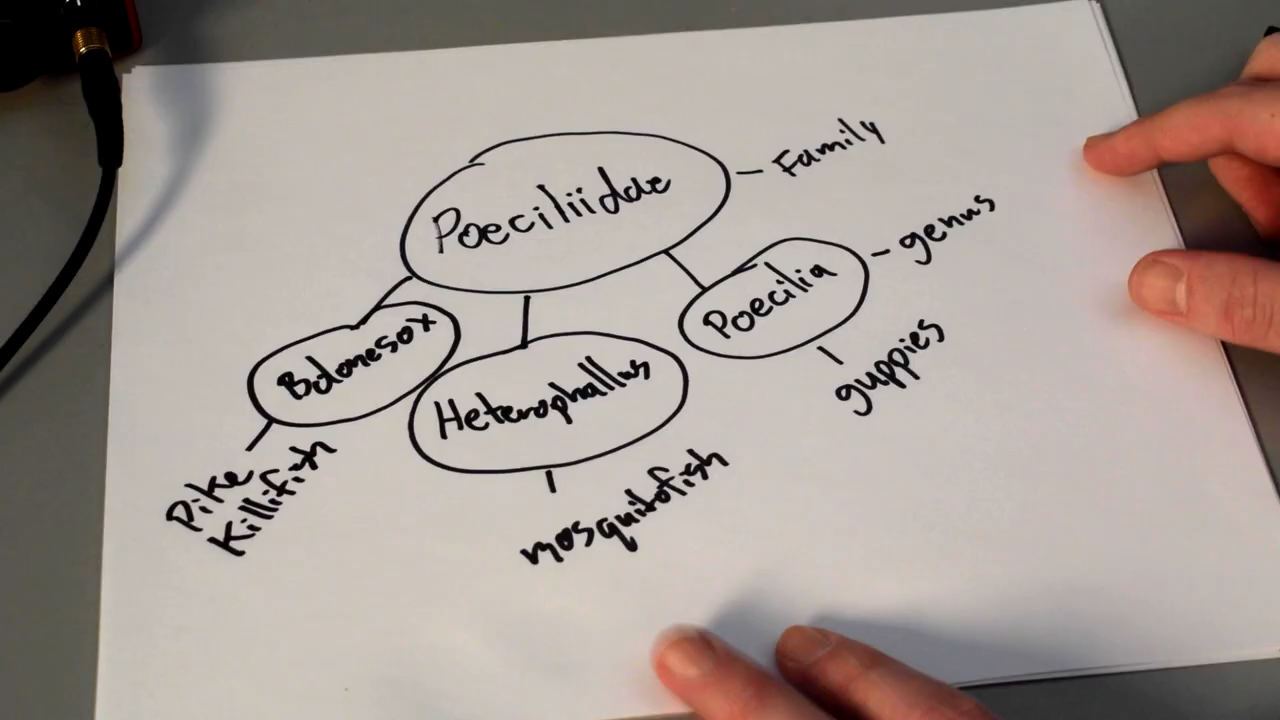 Poeciliidae
- Family
Poecilia
- genus
guppies
Belonesox
Heterophallus
Pike
Killifish
mosquitofish